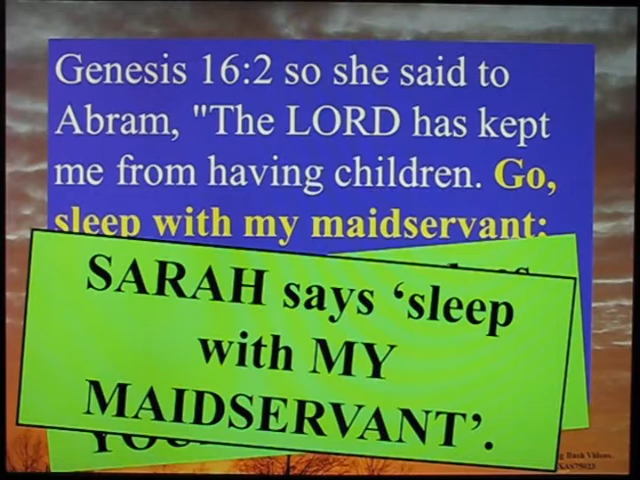 Genesis 16:2 so she said to
Abram, "The LORD has kept
me from having children. Go,
sleep with my maidservant;
SARAH says ‘sleep
with MY
MAIDSERVANT’.